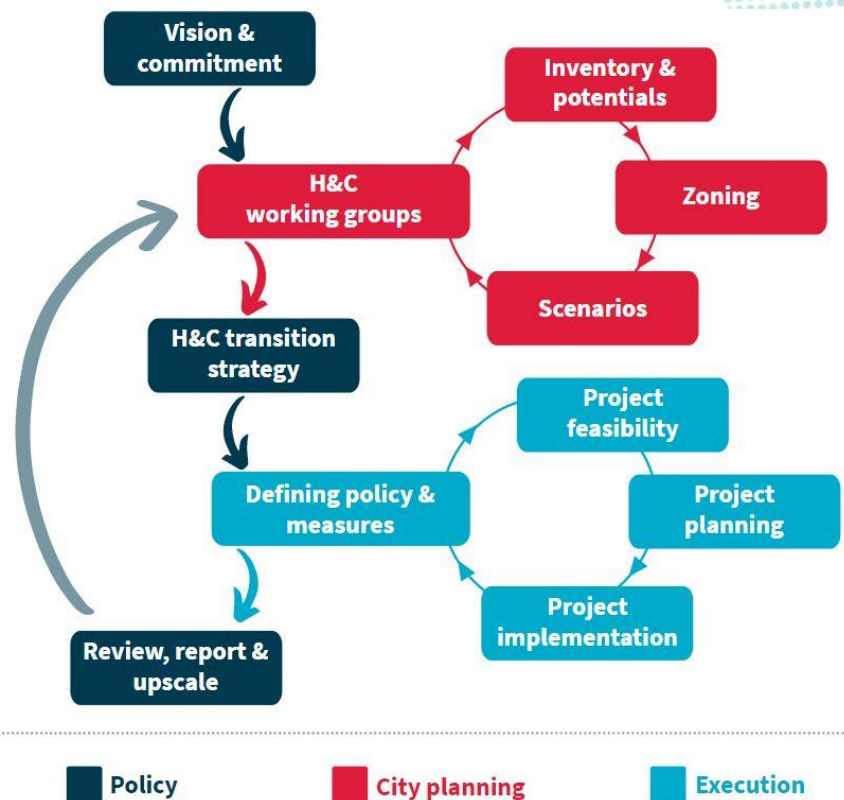 Vision &
commitment
Inventory &
potentials
H&C
working groups
Zoning
Scenarios
H&C transition
strategy
Project
feasibility
Defining policy &
measures
Project
planning
Project
implementation
Review, report &
upscale
Policy
City planning
Execution